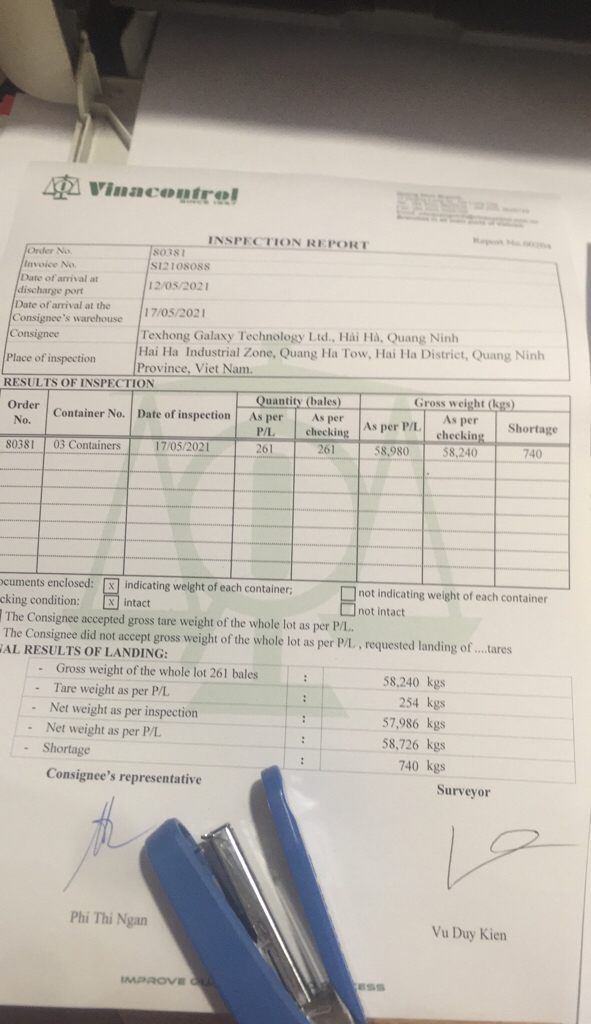 Vinacontrol
SINCE 1957
INSPECTION REPORT
Report No.
Order No. 80381
Invoice No. SI2108088
Date of arrival at discharge port 12/05/2021
Date of arrival at the Consignee's warehouse 17/05/2021
Consignee Texhong Galaxy Technology Ltd., Hải Hà, Quang Ninh
Place of inspection Hai Ha Industrial Zone, Quang Ha Tow, Hai Ha District, Quang Ninh Province, Viet Nam.
RESULTS OF INSPECTION
Order No. Container No. Date of inspection Quantity (bales) Gross weight (kgs)
As per P/L As per checking As per P/L As per checking Shortage
80381 03 Containers 17/05/2021 261 261 58,980 58,240 740
ocuments enclosed: x indicating weight of each container; not indicating weight of each container
cking condition: x intact not intact
The Consignee accepted gross tare weight of the whole lot as per P/L.
The Consignee did not accept gross weight of the whole lot as per P/L , requested landing of ....tares
AL RESULTS OF LANDING:
- Gross weight of the whole lot 261 bales : 58,240 kgs
- Tare weight as per P/L : 254 kgs
- Net weight as per inspection : 57,986 kgs
- Net weight as per P/L : 58,726 kgs
- Shortage : 740 kgs
Consignee's representative Surveyor
Phi Thi Ngan Vu Duy Kien
IMPROVE